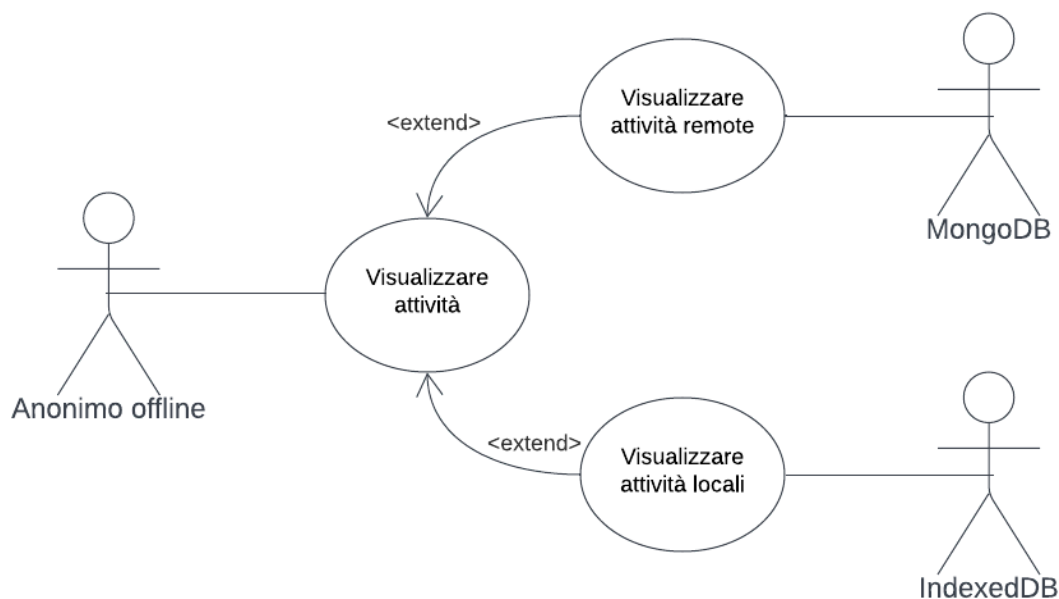 Visualizzare
attività remote
<extend>
MongoDB
Visualizzare
attività
Anonimo offline
<extend>
Visualizzare
attività locali
IndexedDB